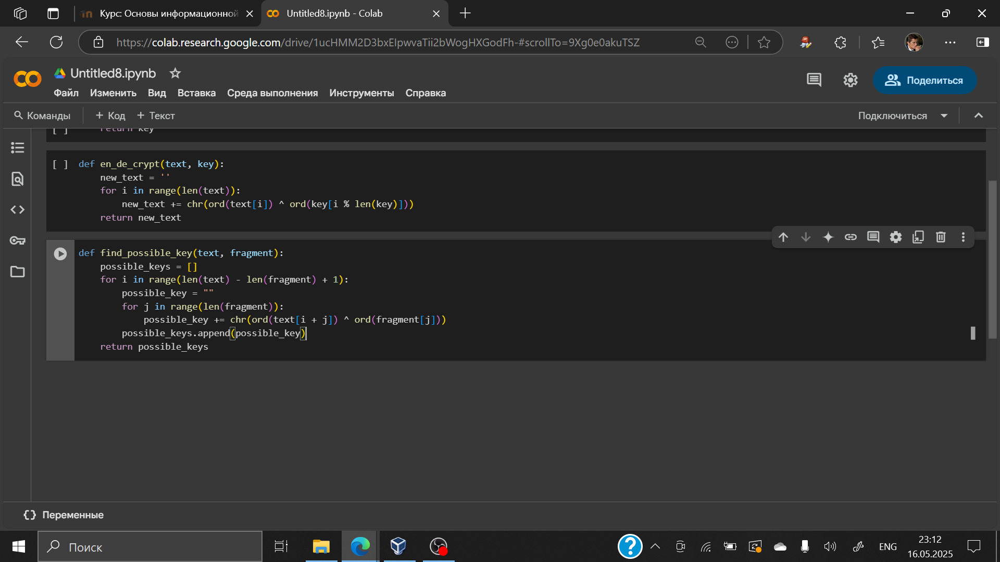 Курс: Основы информационной
Untitled8.ipynb - Colab
https://colab.research.google.com/drive/1ucHMM2D3bxEIpwvaTii2bWogHXGodFh-#scrollTo=9Xg0e0akuTSZ
Untitled8.ipynb
Файл Изменить Вид Вставка Среда выполнения Инструменты Справка
Поделиться
Команды + Код + Текст
Подключиться
[ ] return key
[ ] def en_de_crypt(text, key):
new_text = ''
for i in range(len(text)):
new_text += chr(ord(text[i]) ^ ord(key[i % len(key)]))
return new_text
def find_possible_key(text, fragment):
possible_keys = []
for i in range(len(text) - len(fragment) + 1):
possible_key = ""
for j in range(len(fragment)):
possible_key += chr(ord(text[i + j]) ^ ord(fragment[j]))
possible_keys.append(possible_key)
return possible_keys
Переменные
Поиск
ENG
23:12
16.05.2025